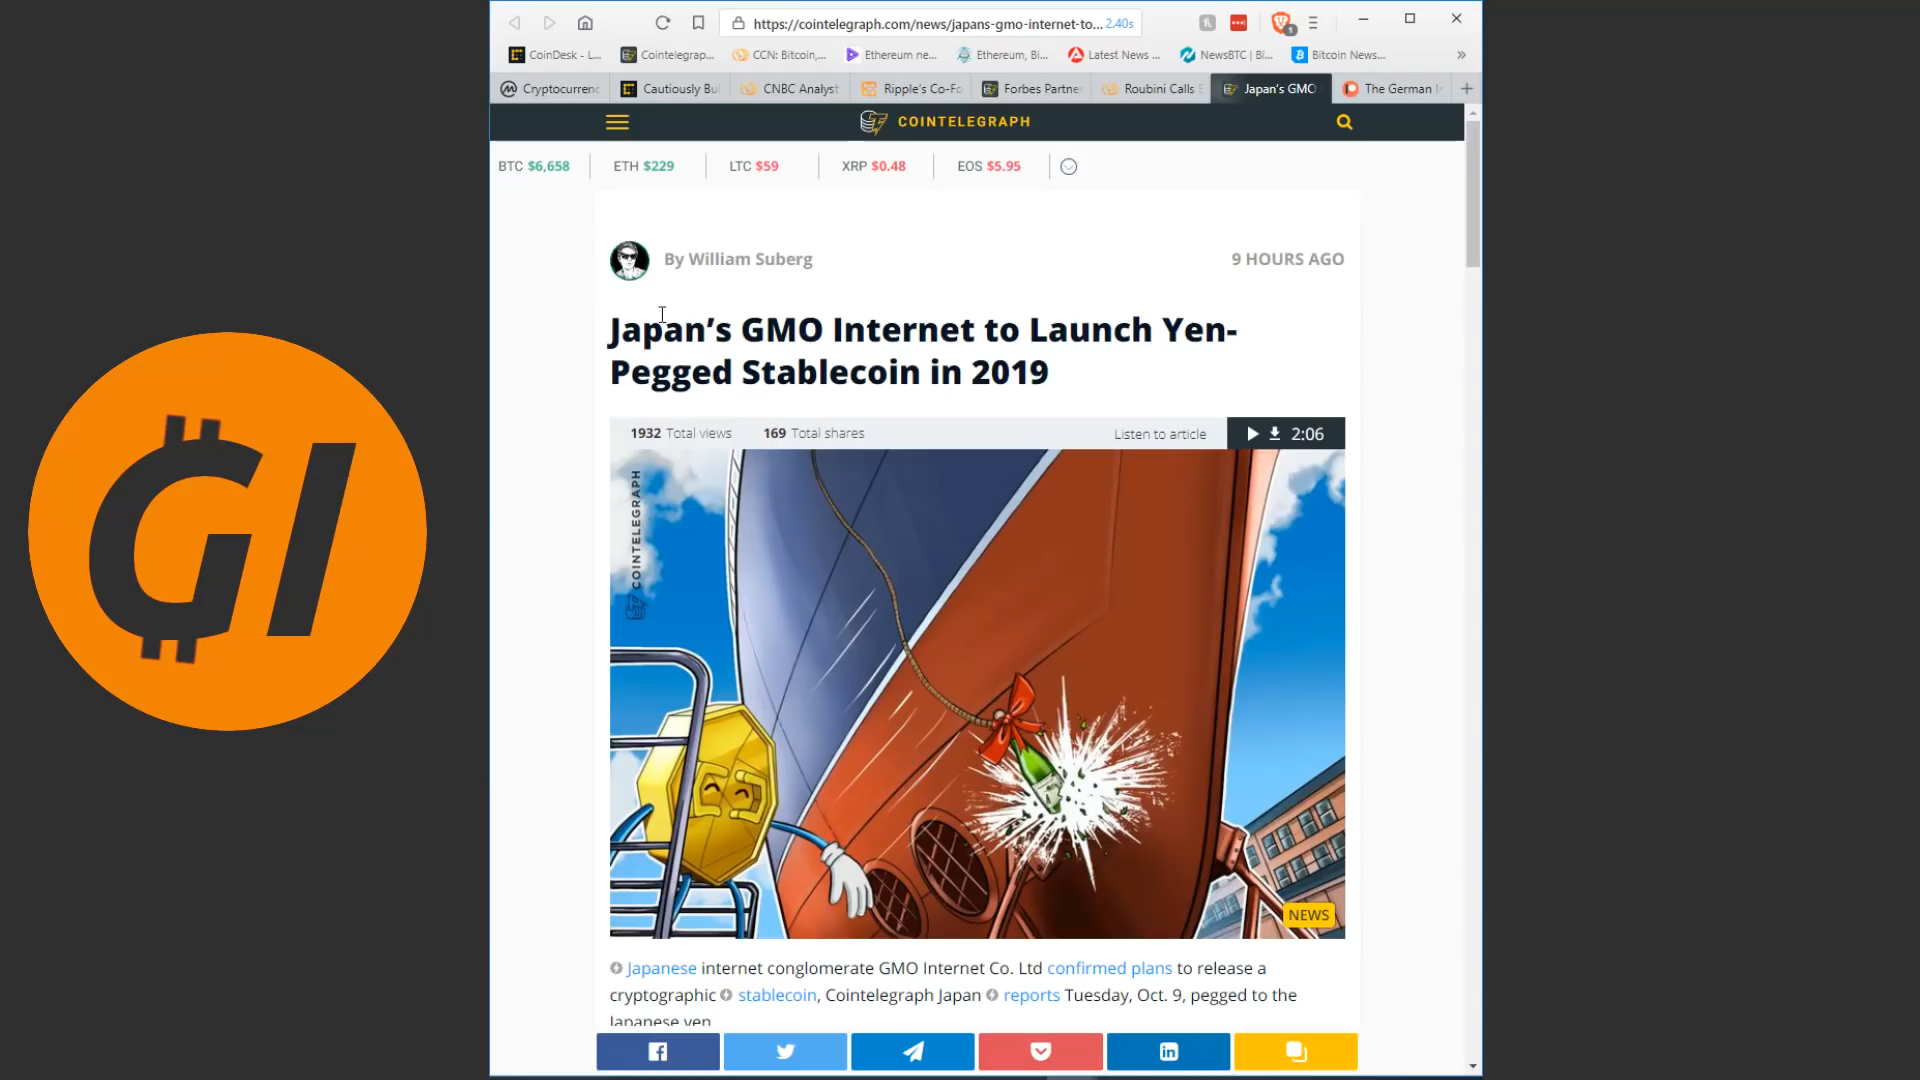 https://cointelegraph.com/news/japans-gmo-internet-to... 2.40s
CoinDesk - L... Cointelegrap... CCN: Bitcoin,... Ethereum ne... Ethereum, Bi... Latest News ... NewsBTC | Bi... Bitcoin News... »
Cryptocurrenc Cautiously Bul CNBC Analyst Ripple's Co-Fo Forbes Partne Roubini Calls Japan's GMO The German
COINTELEGRAPH
BTC $6,658 ETH $229 LTC $59 XRP $0.48 EOS $5.95
By William Suberg 9 HOURS AGO
Japan’s GMO Internet to Launch Yen-
Pegged Stablecoin in 2019
1932 Total views 169 Total shares Listen to article 2:06
COINTELEGRAPH
GI
NEWS
Japanese internet conglomerate GMO Internet Co. Ltd confirmed plans to release a
cryptographic stablecoin, Cointelegraph Japan reports Tuesday, Oct. 9, pegged to the
Japanese yen